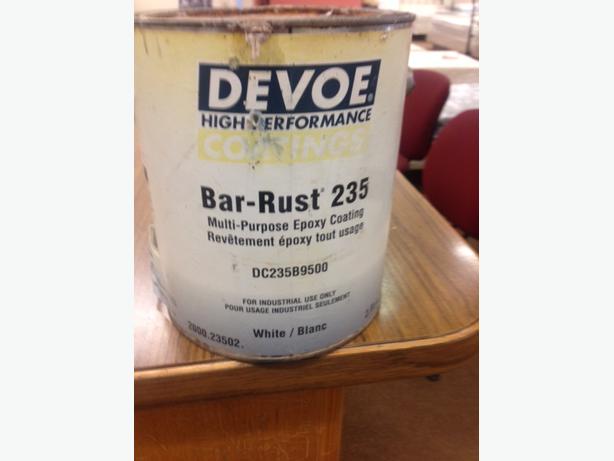 DEVOE®
HIGH PERFORMANCE
COATINGS
Bar-Rust® 235
Multi-Purpose Epoxy Coating
Revêtement époxy tout usage
DC235B9500
FOR INDUSTRIAL USE ONLY
POUR USAGE INDUSTRIEL SEULEMENT
2000.23502.
White / Blanc